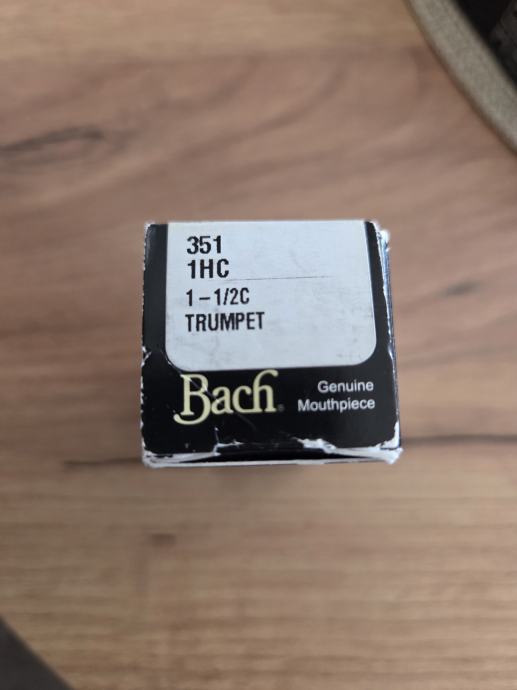 351
1HC
1-1/2C
TRUMPET
Bach® Genuine
Mouthpiece